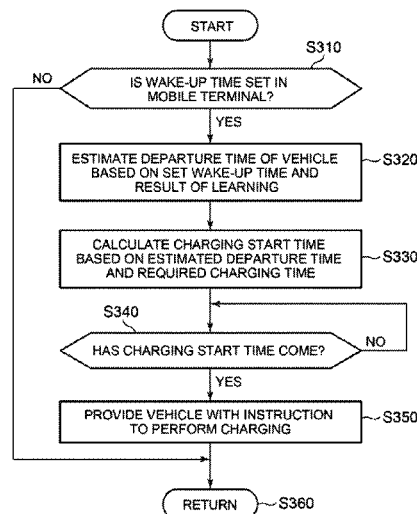 START
S310
NO
IS WAKE-UP TIME SET IN
MOBILE TERMINAL?
YES
ESTIMATE DEPARTURE TIME OF VEHICLE
BASED ON SET WAKE-UP TIME AND
RESULT OF LEARNING
S320
CALCULATE CHARGING START TIME
BASED ON ESTIMATED DEPARTURE TIME
AND REQUIRED CHARGING TIME
S330
S340
HAS CHARGING START TIME COME?
NO
YES
PROVIDE VEHICLE WITH INSTRUCTION
TO PERFORM CHARGING
S350
RETURN
S360